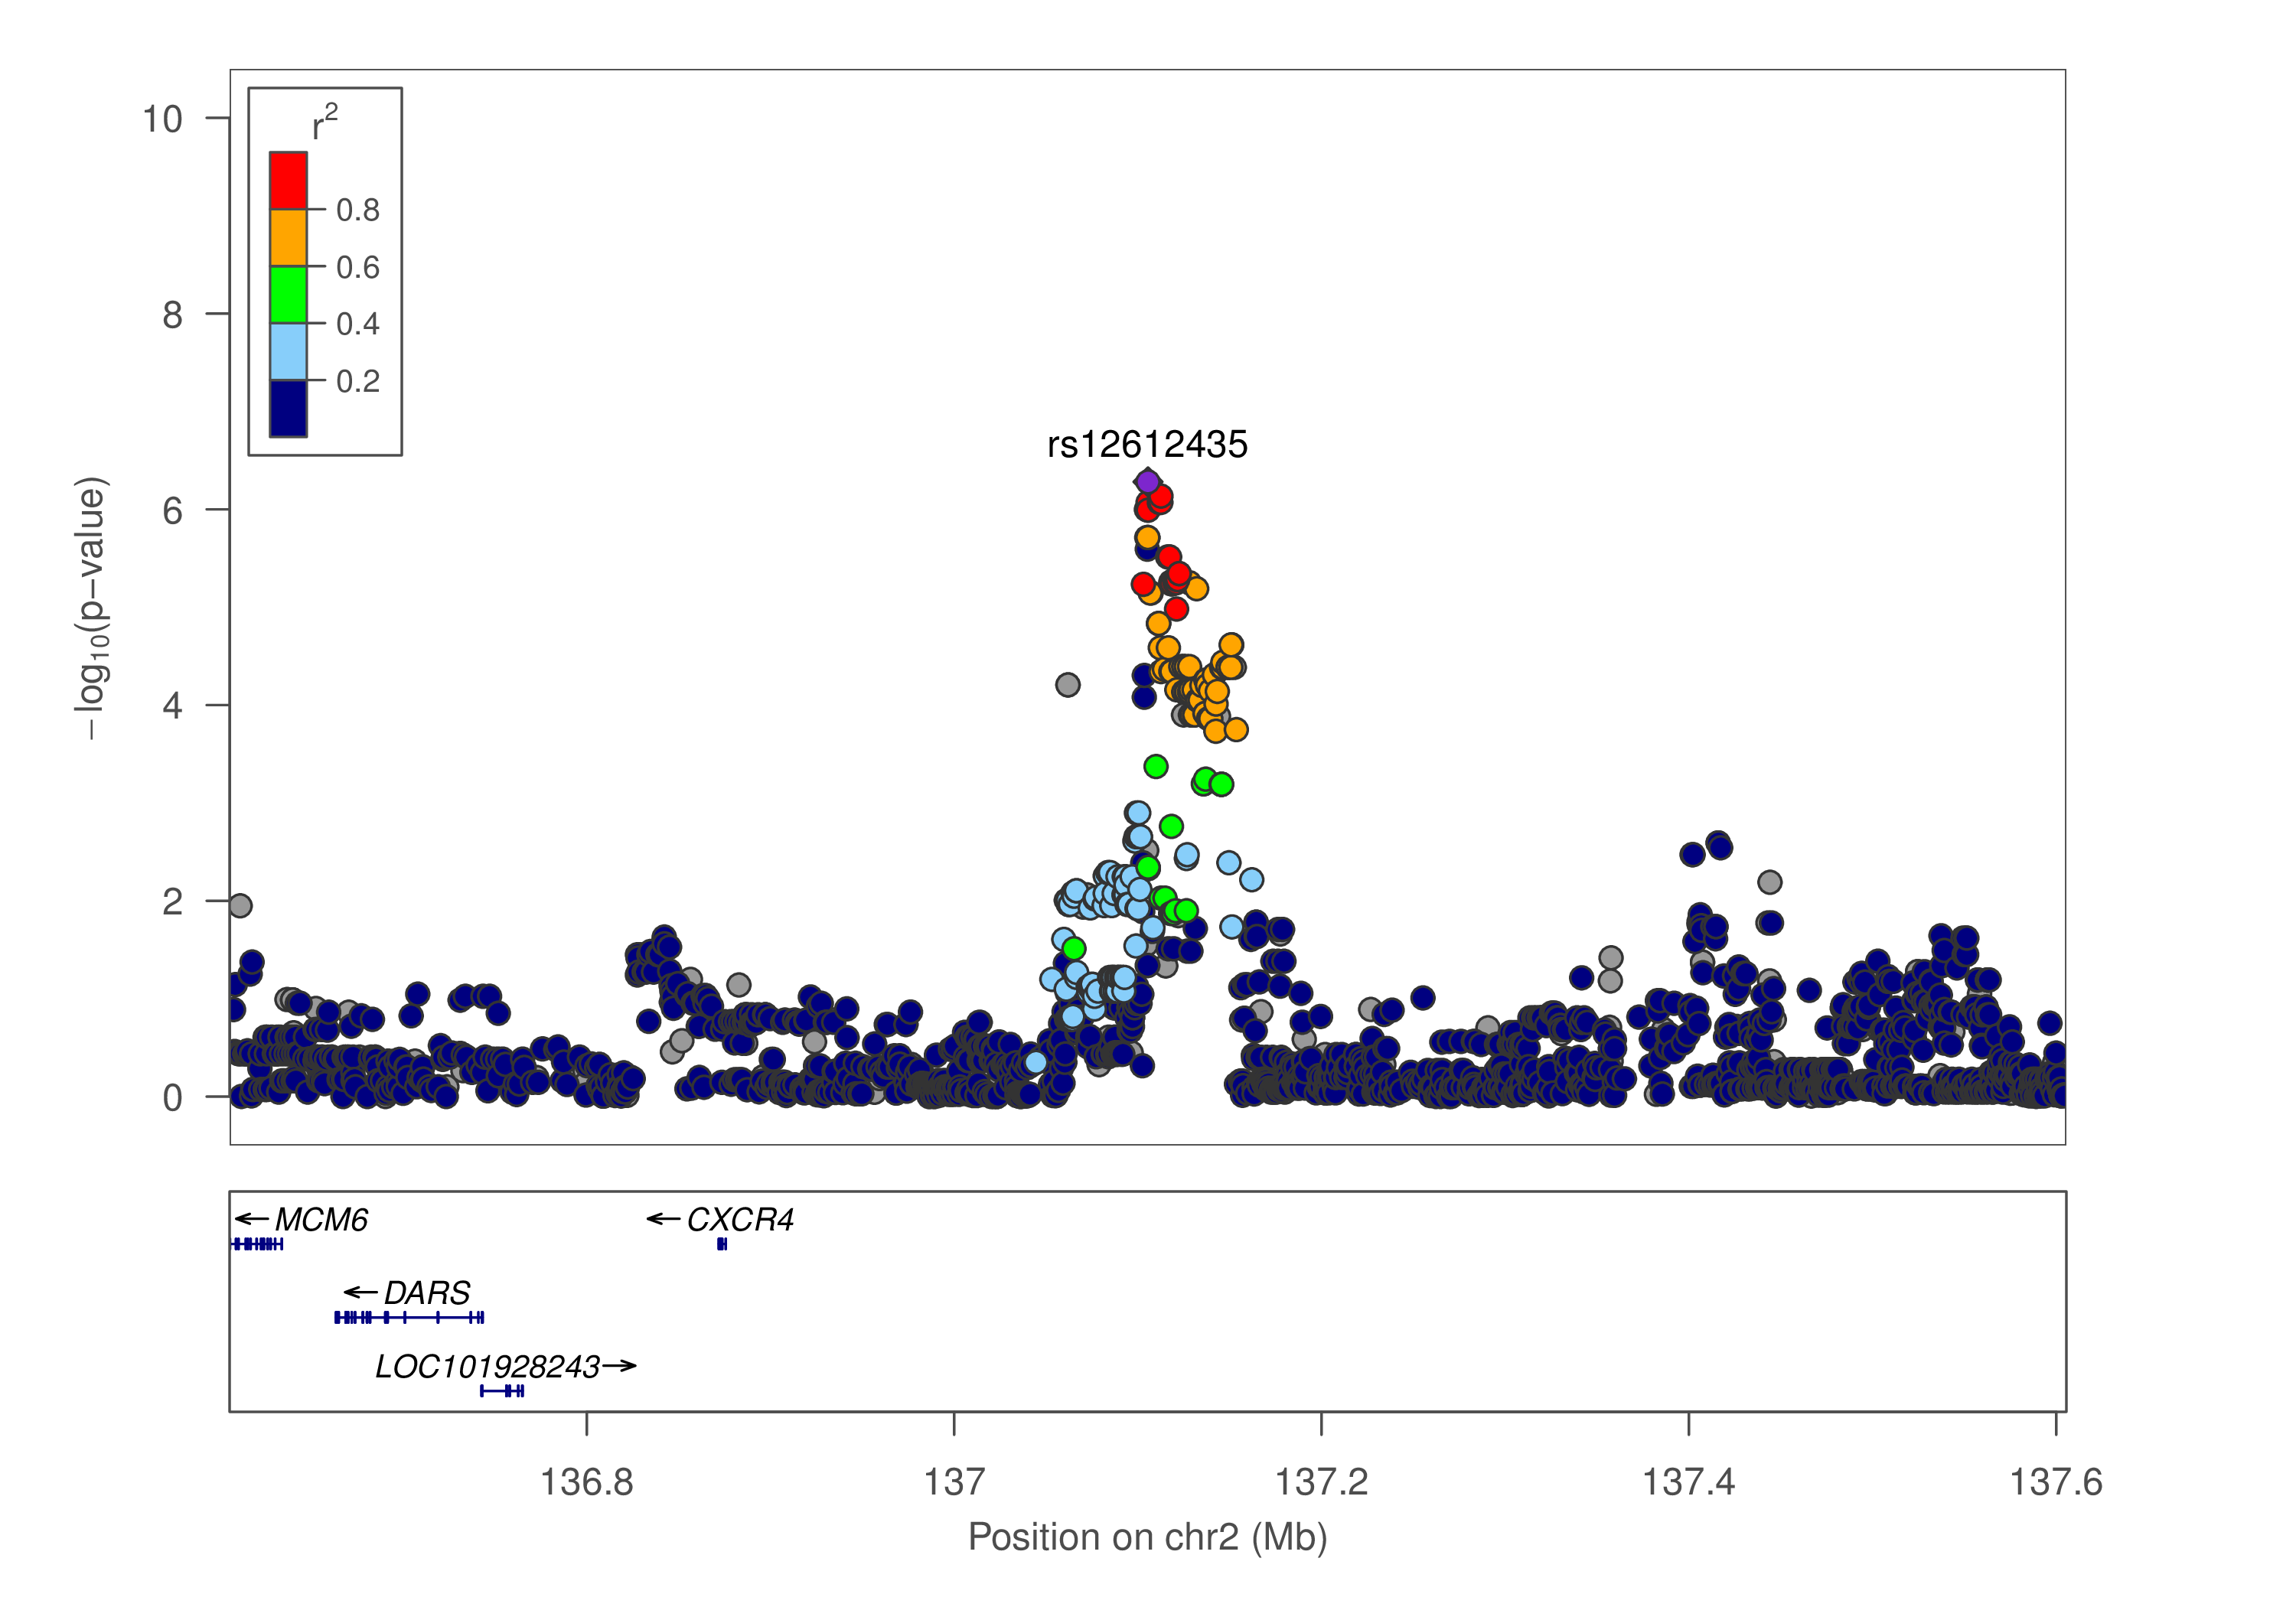 r2
0.8
0.6
0.4
0.2
10
8
6
4
2
0
−log10(p−value)
rs12612435
MCM6
CXCR4
DARS
LOC101928243
136.8 137 137.2 137.4 137.6
Position on chr2 (Mb)